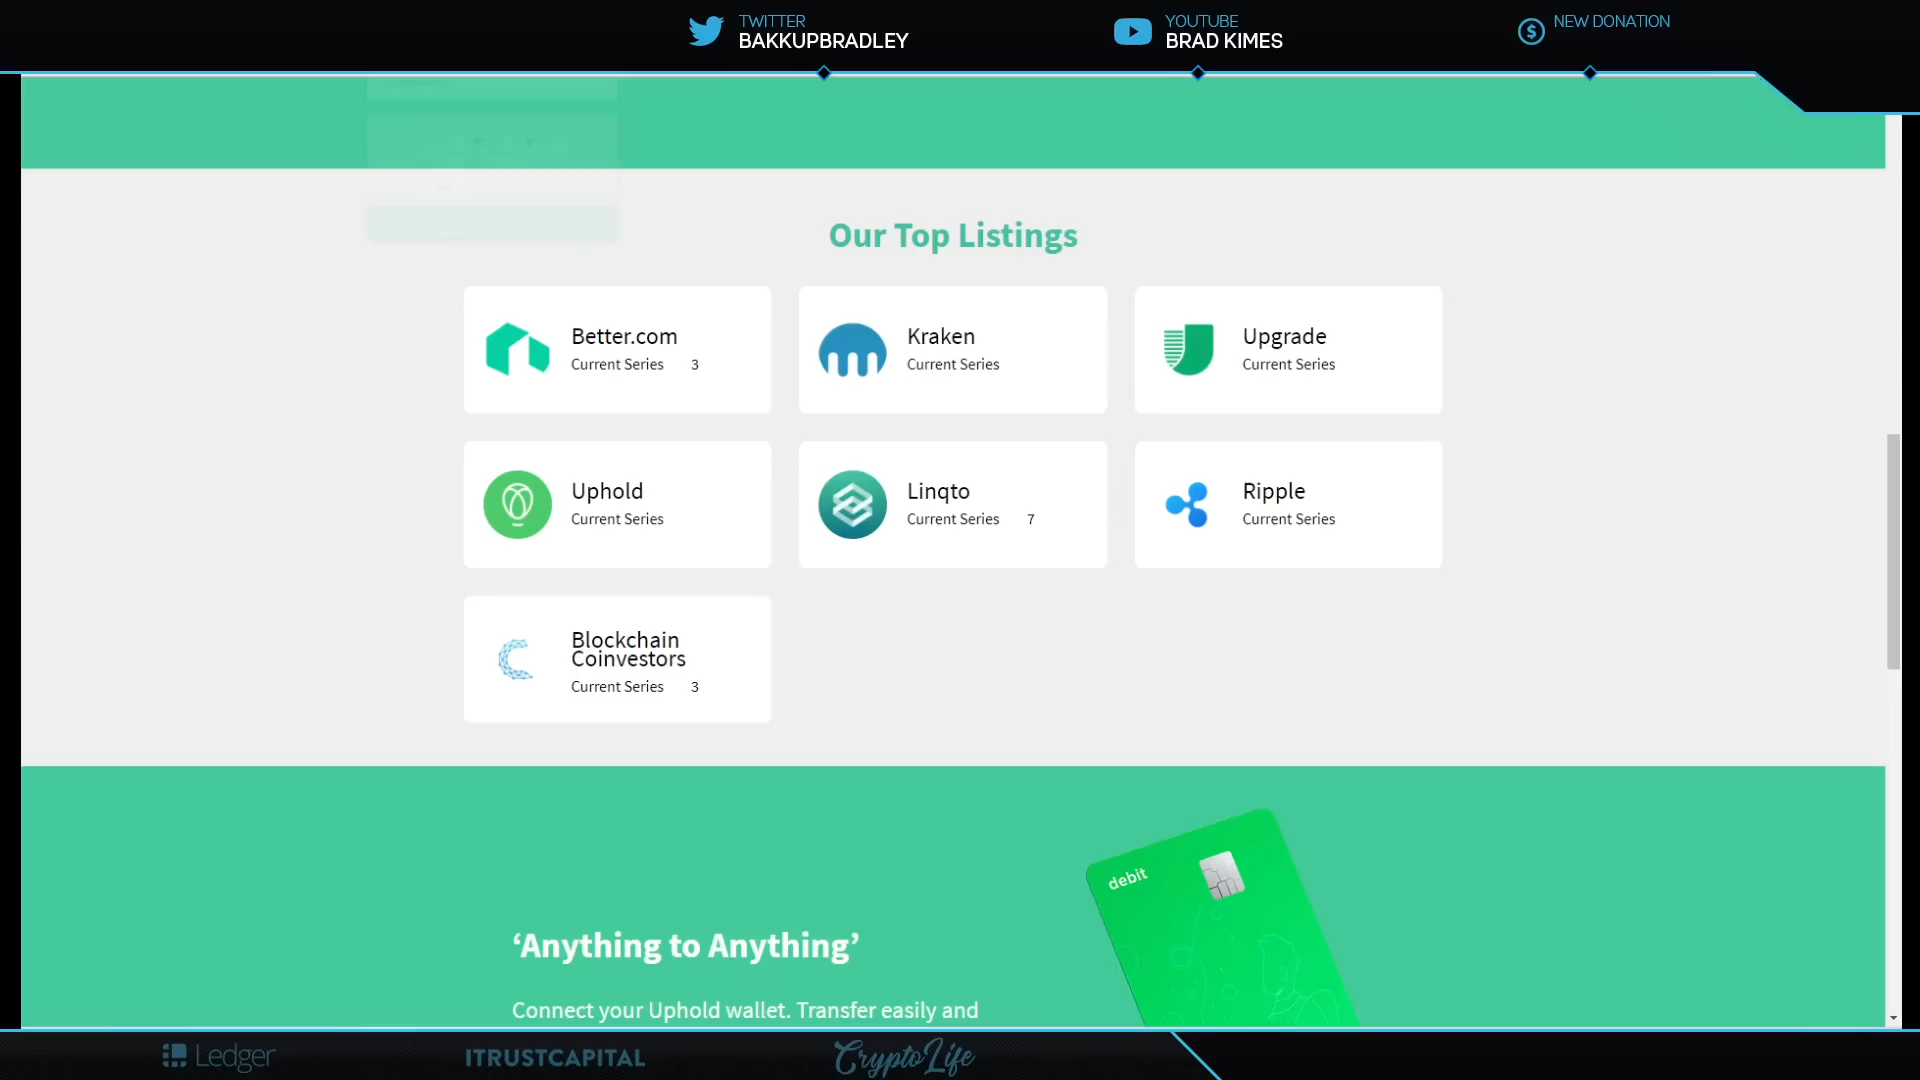 TWITTER
BAKKUPBRADLEY
YOUTUBE
BRAD KIMES
NEW DONATION
Our Top Listings
Better.com
Current Series 3
Kraken
Current Series
Upgrade
Current Series
Uphold
Current Series
Linqto
Current Series 7
Ripple
Current Series
Blockchain
Coinvestors
Current Series 3
debit
‘Anything to Anything’
Connect your Uphold wallet. Transfer easily and
Ledger
ITRUSTCAPITAL
CryptoLife